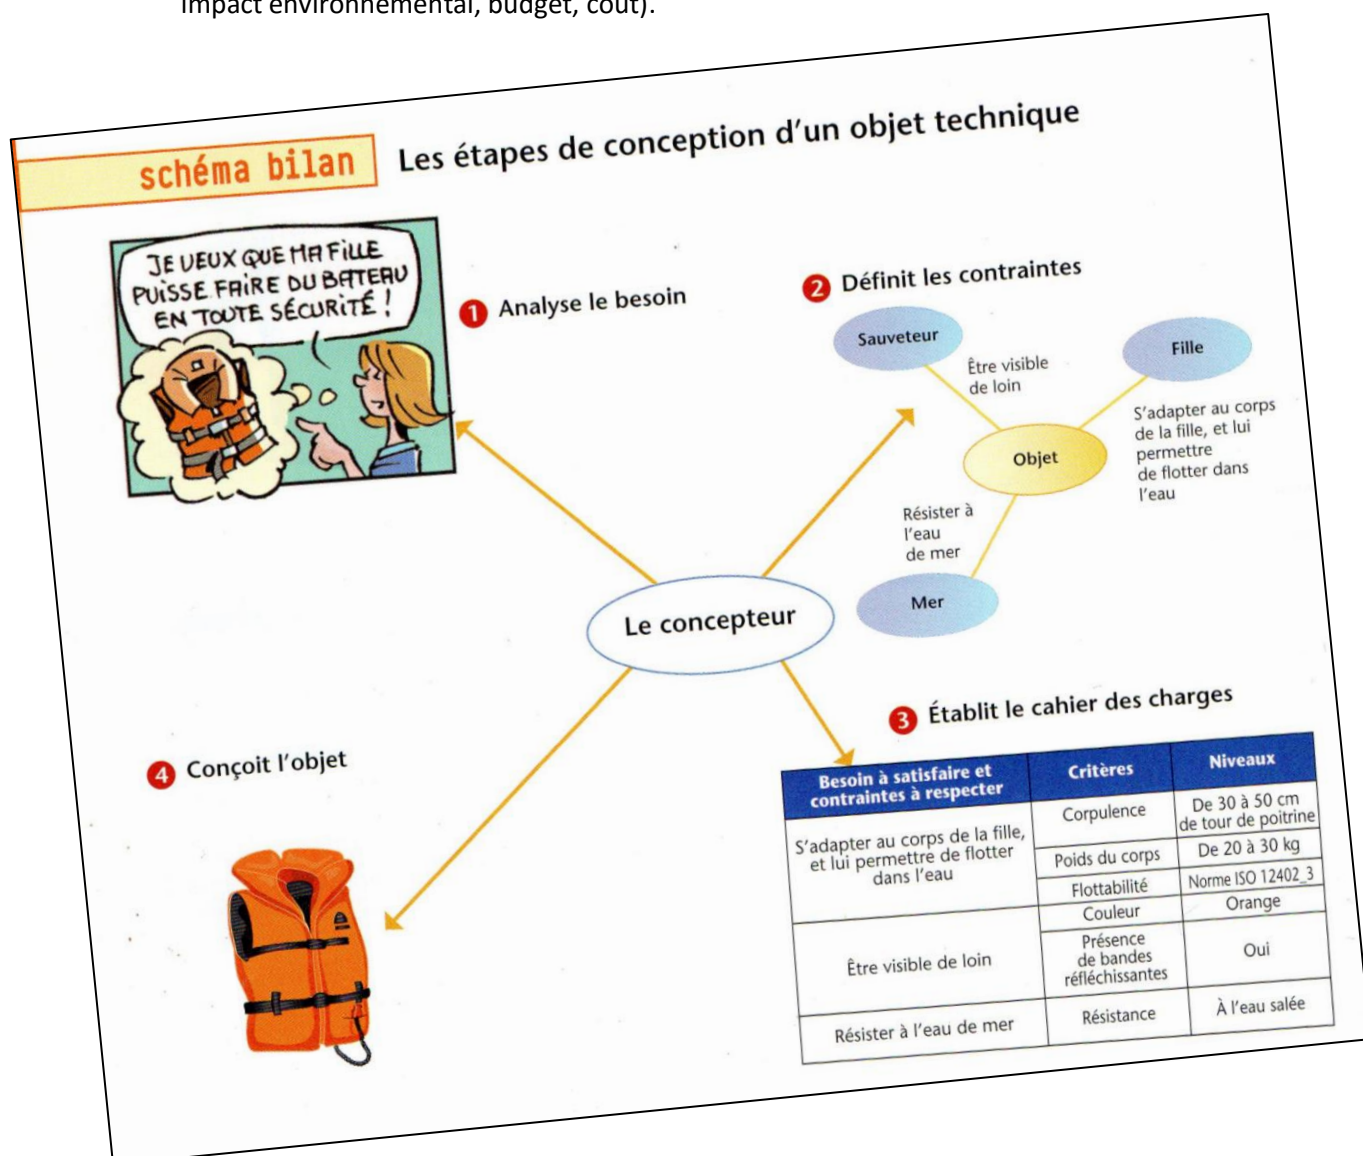 impact environnemental, budget, coût).
schéma bilan
Les étapes de conception d'un objet technique
JE VEUX QUE MA FILLE
PUISSE FAIRE DU BATEAU
EN TOUTE SÉCURITÉ !
1 Analyse le besoin
2 Définit les contraintes
Sauveteur
Être visible
de loin
Fille
S'adapter au corps
de la fille, et lui
permettre
de flotter dans
l'eau
Objet
Résister à
l'eau
de mer
Mer
Le concepteur
3 Établit le cahier des charges
Besoin à satisfaire et
contraintes à respecter
Critères
Niveaux
S'adapter au corps de la fille,
et lui permettre de flotter
dans l'eau
Corpulence
De 30 à 50 cm
de tour de poitrine
Poids du corps
De 20 à 30 kg
Flottabilité
Norme ISO 12402_3
Être visible de loin
Couleur
Orange
Présence
de bandes
réfléchissantes
Oui
Résister à l'eau de mer
Résistance
À l'eau salée
4 Conçoit l'objet